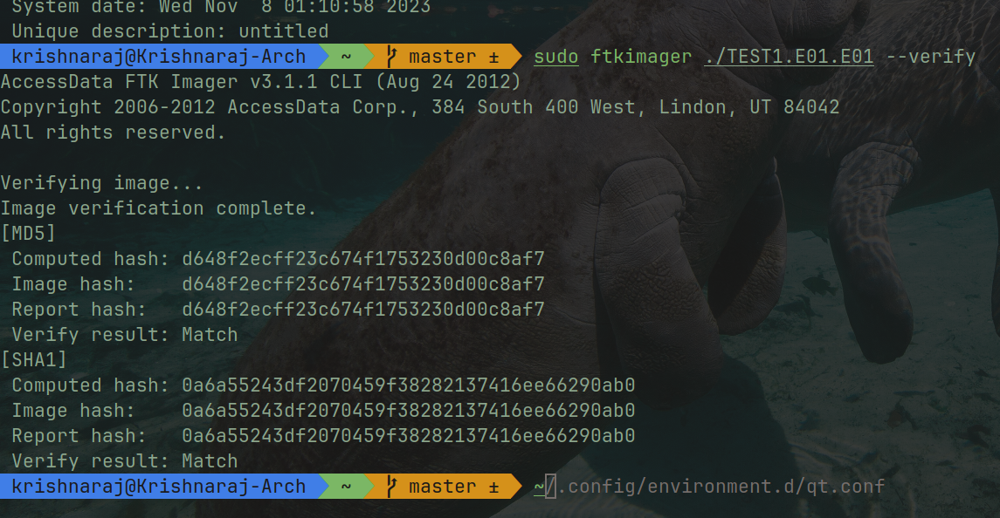 System date: Wed Nov  8 01:10:58 2023
Unique description: untitled
krishnaraj@Krishnaraj-Arch ~ master ± sudo ftkimager ./TEST1.E01.E01 --verify
AccessData FTK Imager v3.1.1 CLI (Aug 24 2012)
Copyright 2006-2012 AccessData Corp., 384 South 400 West, Lindon, UT 84042
All rights reserved.
Verifying image...
Image verification complete.
[MD5]
Computed hash: d648f2ecff23c674f1753230d00c8af7
Image hash:    d648f2ecff23c674f1753230d00c8af7
Report hash:   d648f2ecff23c674f1753230d00c8af7
Verify result: Match
[SHA1]
Computed hash: 0a6a55243df2070459f38282137416ee66290ab0
Image hash:    0a6a55243df2070459f38282137416ee66290ab0
Report hash:   0a6a55243df2070459f38282137416ee66290ab0
Verify result: Match
krishnaraj@Krishnaraj-Arch ~ master ± ~/.config/environment.d/qt.conf